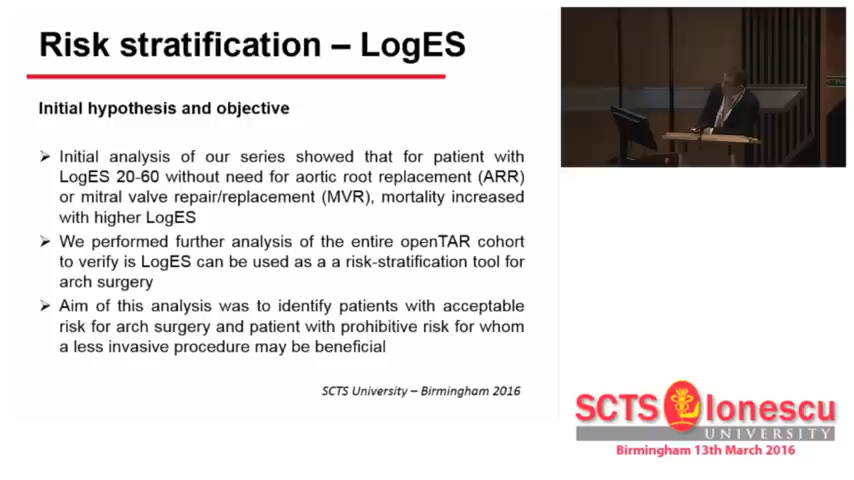 Risk stratification – LogES
Initial hypothesis and objective
➢ Initial analysis of our series showed that for patient with
LogES 20-60 without need for aortic root replacement (ARR)
or mitral valve repair/replacement (MVR), mortality increased
with higher LogES
➢ We performed further analysis of the entire openTAR cohort
to verify is LogES can be used as a a risk-stratification tool for
arch surgery
➢ Aim of this analysis was to identify patients with acceptable
risk for arch surgery and patient with prohibitive risk for whom
a less invasive procedure may be beneficial
SCTS University – Birmingham 2016
SCTS Ionescu
UNIVERSITY
Birmingham 13th March 2016